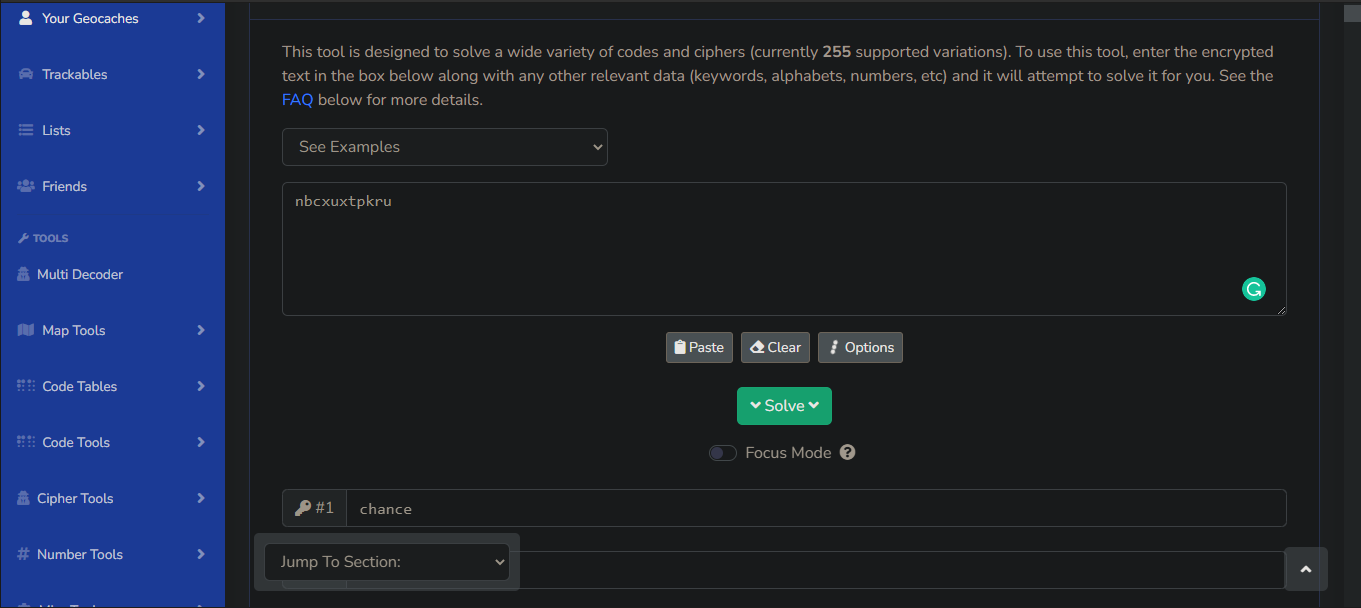 Your Geocaches
Trackables
Lists
Friends
TOOLS
Multi Decoder
Map Tools
Code Tables
Code Tools
Cipher Tools
Number Tools
This tool is designed to solve a wide variety of codes and ciphers (currently 255 supported variations). To use this tool, enter the encrypted
text in the box below along with any other relevant data (keywords, alphabets, numbers, etc) and it will attempt to solve it for you. See the
FAQ below for more details.
See Examples
nbcxuxtpkru
Paste Clear Options
Solve
Focus Mode
#1 chance
Jump To Section: